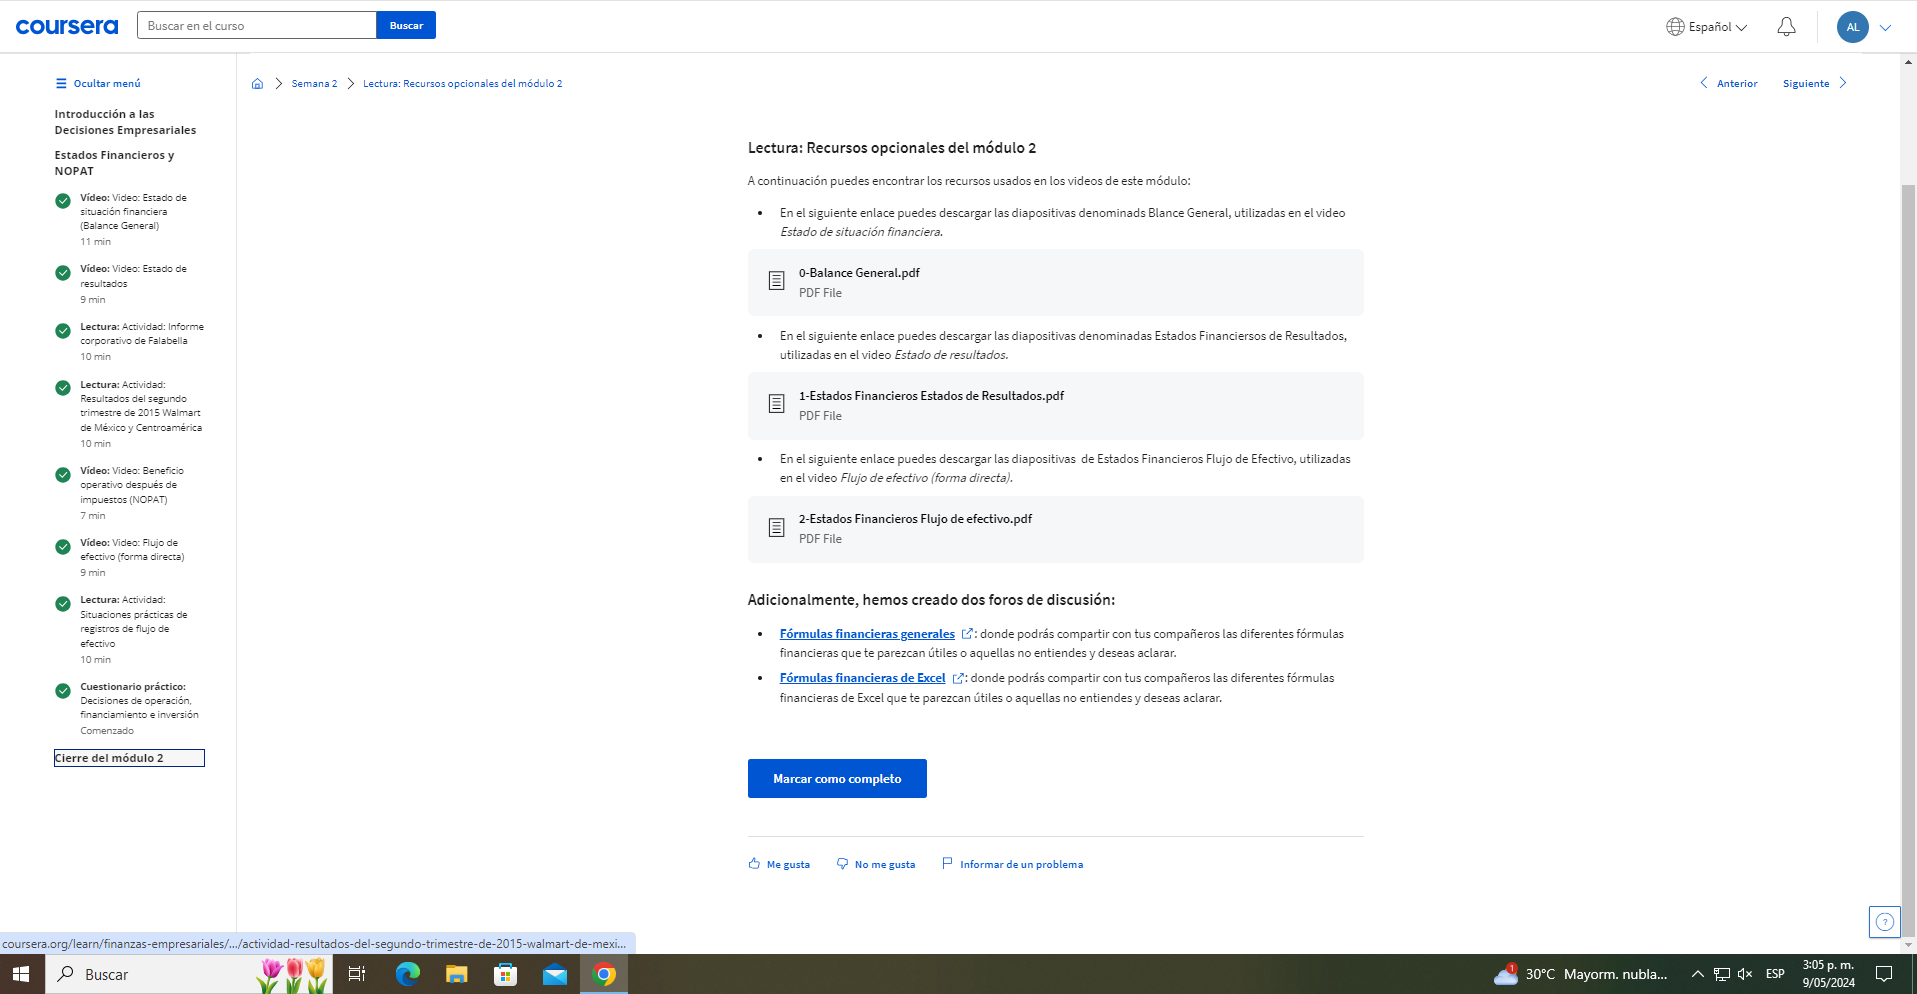 coursera
Buscar en el curso
Buscar
Español
AL
Ocultar menú
Semana 2
Lectura: Recursos opcionales del módulo 2
Anterior
Siguiente
Introducción a las
Decisiones Empresariales
Estados Financieros y
NOPAT
Vídeo: Video: Estado de
situación financiera
(Balance General)
11 min
Vídeo: Video: Estado de
resultados
9 min
Lectura: Actividad: Informe
corporativo de Falabella
10 min
Lectura: Actividad:
Resultados del segundo
trimestre de 2015 Walmart
de México y Centroamérica
10 min
Vídeo: Video: Beneficio
operativo después de
impuestos (NOPAT)
7 min
Vídeo: Video: Flujo de
efectivo (forma directa)
9 min
Lectura: Actividad:
Situaciones prácticas de
registros de flujo de
efectivo
10 min
Cuestionario práctico:
Decisiones de operación,
financiamiento e inversión
Comenzado
Cierre del módulo 2
Lectura: Recursos opcionales del módulo 2
A continuación puedes encontrar los recursos usados en los videos de este módulo:
• En el siguiente enlace puedes descargar las diapositivas denominads Blance General, utilizadas en el video
Estado de situación financiera.
0-Balance General.pdf
PDF File
• En el siguiente enlace puedes descargar las diapositivas denominadas Estados Financiersos de Resultados,
utilizadas en el video Estado de resultados.
1-Estados Financieros Estados de Resultados.pdf
PDF File
• En el siguiente enlace puedes descargar las diapositivas de Estados Financieros Flujo de Efectivo, utilizadas
en el video Flujo de efectivo (forma directa).
2-Estados Financieros Flujo de efectivo.pdf
PDF File
Adicionalmente, hemos creado dos foros de discusión:
• Fórmulas financieras generales : donde podrás compartir con tus compañeros las diferentes fórmulas
financieras que te parezcan útiles o aquellas no entiendes y deseas aclarar.
• Fórmulas financieras de Excel : donde podrás compartir con tus compañeros las diferentes fórmulas
financieras de Excel que te parezcan útiles o aquellas no entiendes y deseas aclarar.
Marcar como completo
Me gusta
No me gusta
Informar de un problema
?
coursera.org/learn/finanzas-empresariales/.../actividad-resultados-del-segundo-trimestre-de-2015-walmart-de-mexi...
Buscar
1
30°C Mayorm. nubla...
ESP
3:05 p. m.
9/05/2024